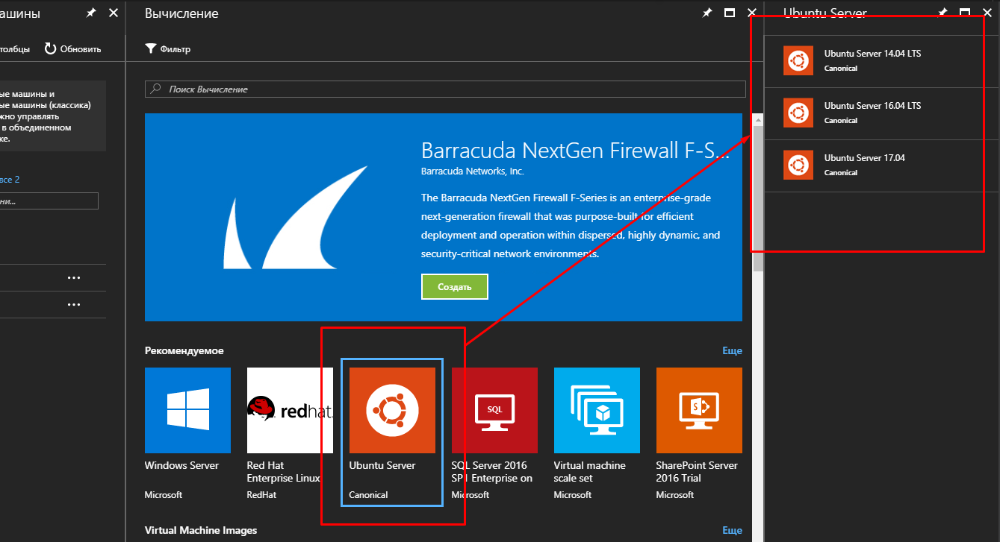 ашины
толбцы
Обновить
ые машины и
ые машины (классика)
жно управлять
в объединенном
ке.
все 2
ни...
Вычисление
Фильтр
Поиск Вычисление
Barracuda NextGen Firewall F-S...
Barracuda Networks, Inc.
The Barracuda NextGen Firewall F-Series is an enterprise-grade
next-generation firewall that was purpose-built for efficient
deployment and operation within dispersed, highly dynamic, and
security-critical network environments.
Создать
Рекомендуемое
Еще
redhat.
SQL
S
Windows Server
Microsoft
Red Hat
Enterprise Linux
RedHat
Ubuntu Server
Canonical
SQL Server 2016
SP1 Enterprise on
Microsoft
Virtual machine
scale set
Microsoft
SharePoint Server
2016 Trial
Microsoft
Virtual Machine Images
Еще
Ubuntu Server
Ubuntu Server 14.04 LTS
Canonical
Ubuntu Server 16.04 LTS
Canonical
Ubuntu Server 17.04
Canonical